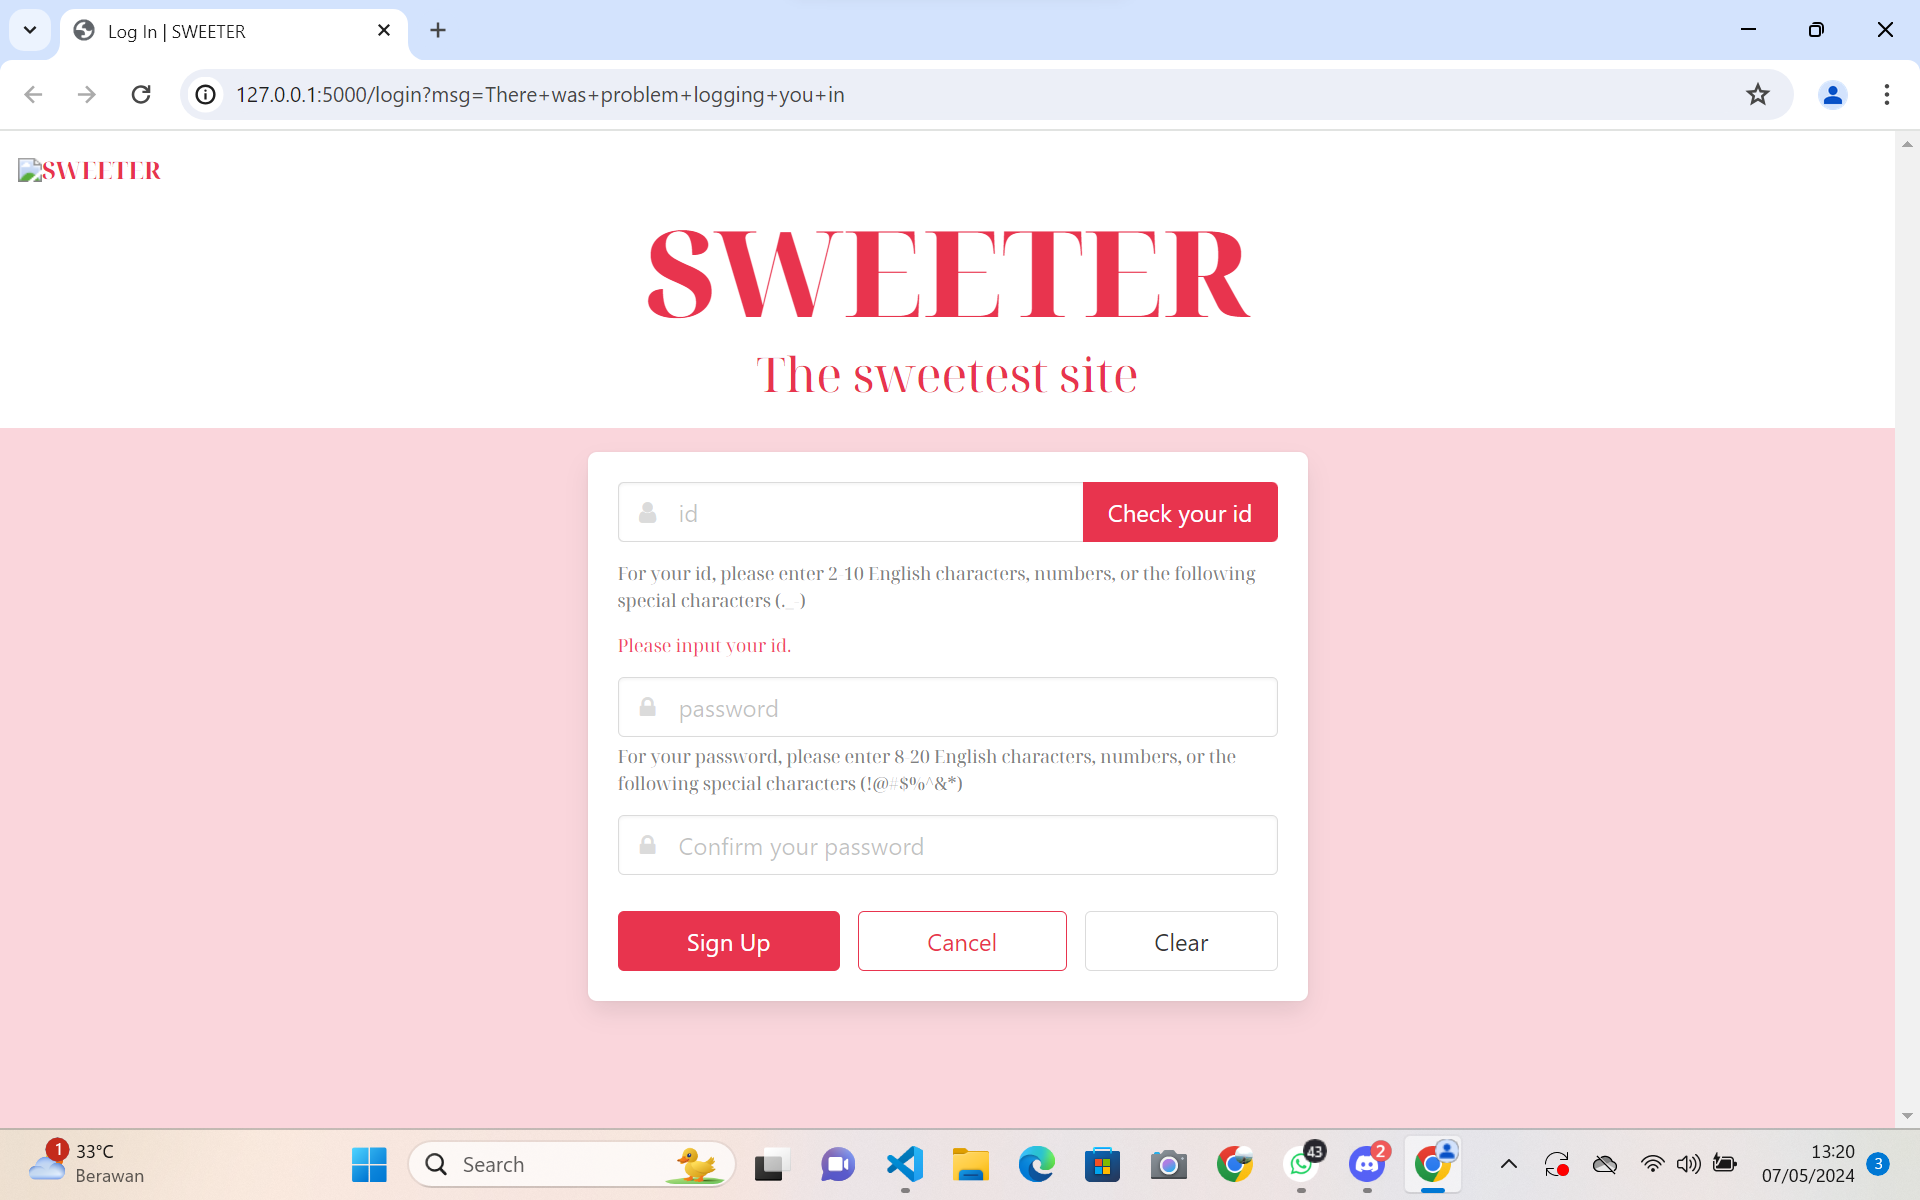 Log In | SWEETER
127.0.0.1:5000/login?msg=There+was+problem+logging+you+in
SWEETER
SWEETER
The sweetest site
id
Check your id
For your id, please enter 2-10 English characters, numbers, or the following
special characters (._-)
Please input your id.
password
For your password, please enter 8-20 English characters, numbers, or the
following special characters (!@#$%^&*)
Confirm your password
Sign Up
Cancel
Clear
1
33°C
Berawan
Search
43
2
13:20
07/05/2024
3